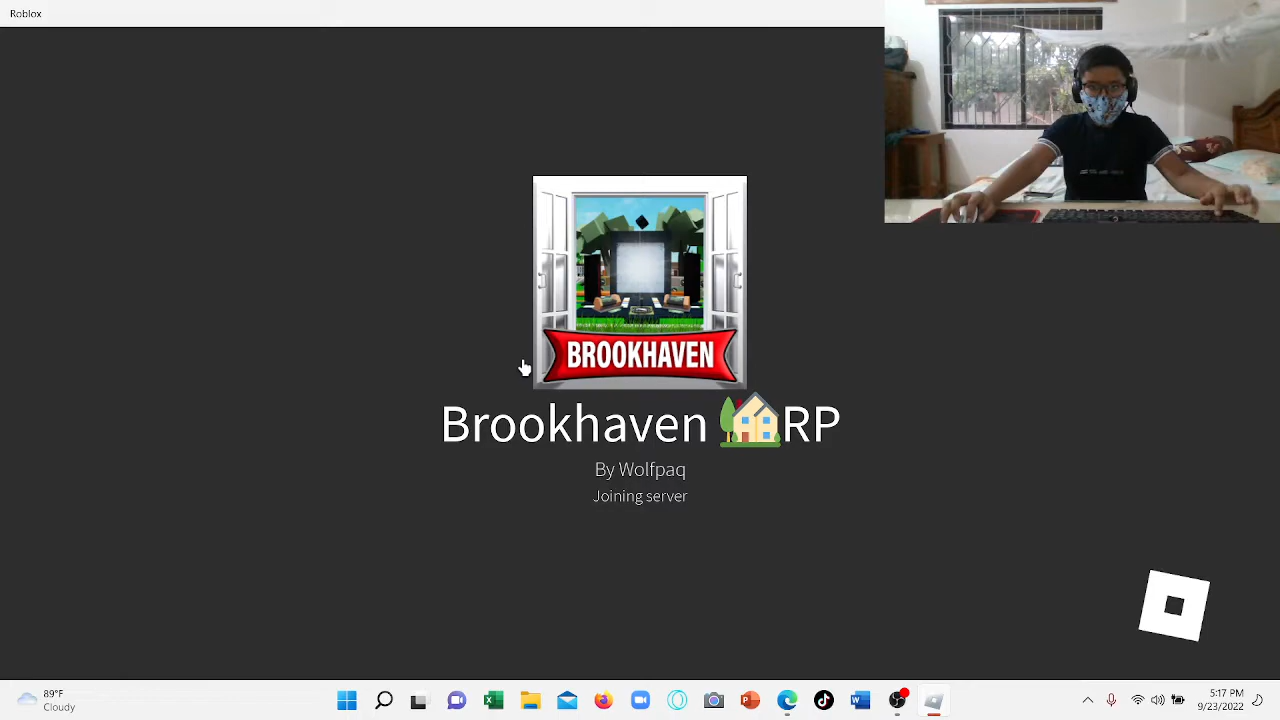 Roblox
BROOKHAVEN
Brookhaven 🏡RP
By Wolfpaq
Joining server
89°F
Cloudy
5:17 PM
9/23/2022